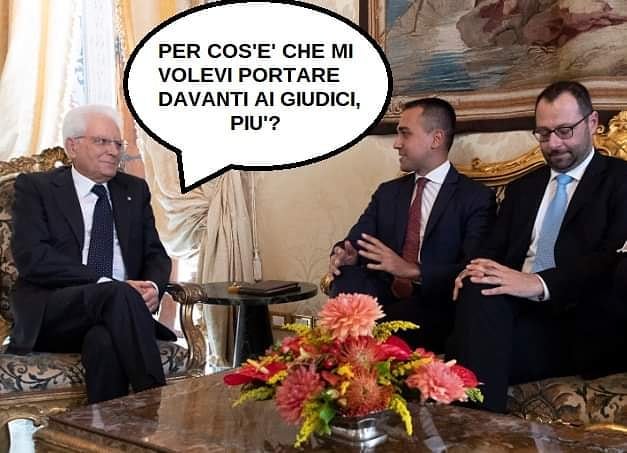 PER COS'E' CHE MI
VOLEVI PORTARE
DAVANTI AI GIUDICI,
PIU'?